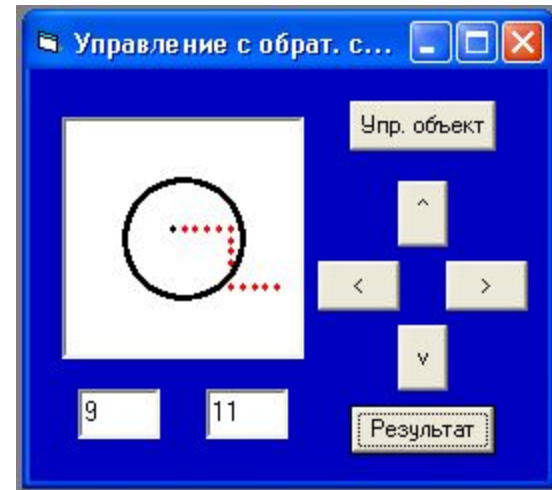 Управление с обрат. с...
Упр. объект
^
< >
v
9 11
Результат